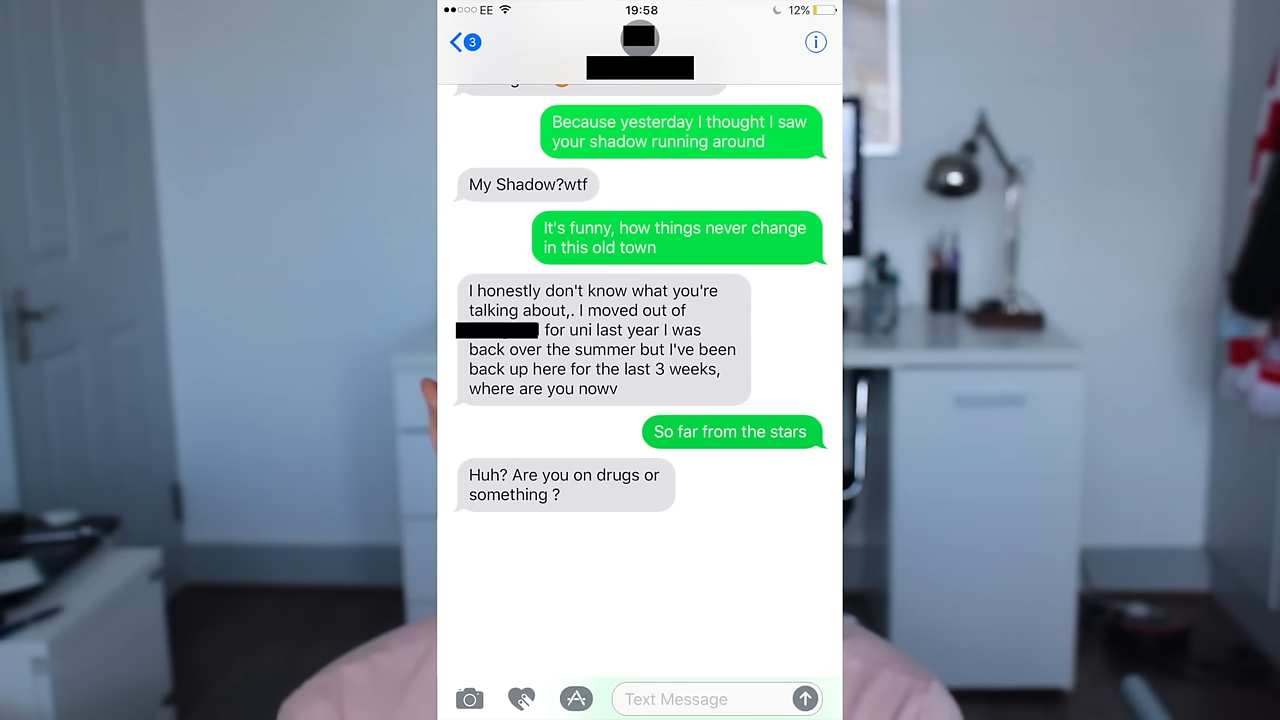 EE
19:58
12%
3
Because yesterday I thought I saw
your shadow running around
My Shadow?wtf
It's funny, how things never change
in this old town
I honestly don't know what you're
talking about,. I moved out of
for uni last year I was
back over the summer but I've been
back up here for the last 3 weeks,
where are you nowv
So far from the stars
Huh? Are you on drugs or
something ?
Text Message